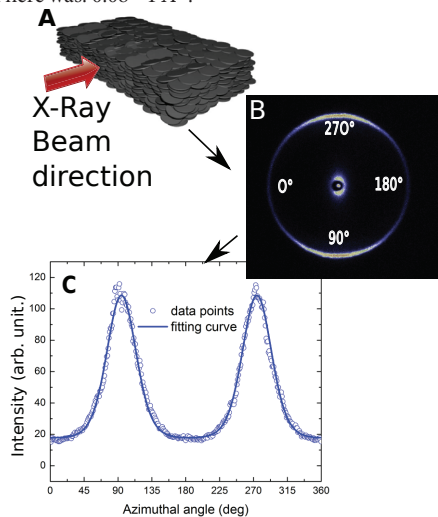 A
X-Ray
Beam
direction
B
270°
0°
180°
90°
C
data points
fitting curve
Intensity (arb. unit.)
120
100
80
60
40
20
0
0 45 90 135 180 225 270 315 360
Azimuthal angle (deg)